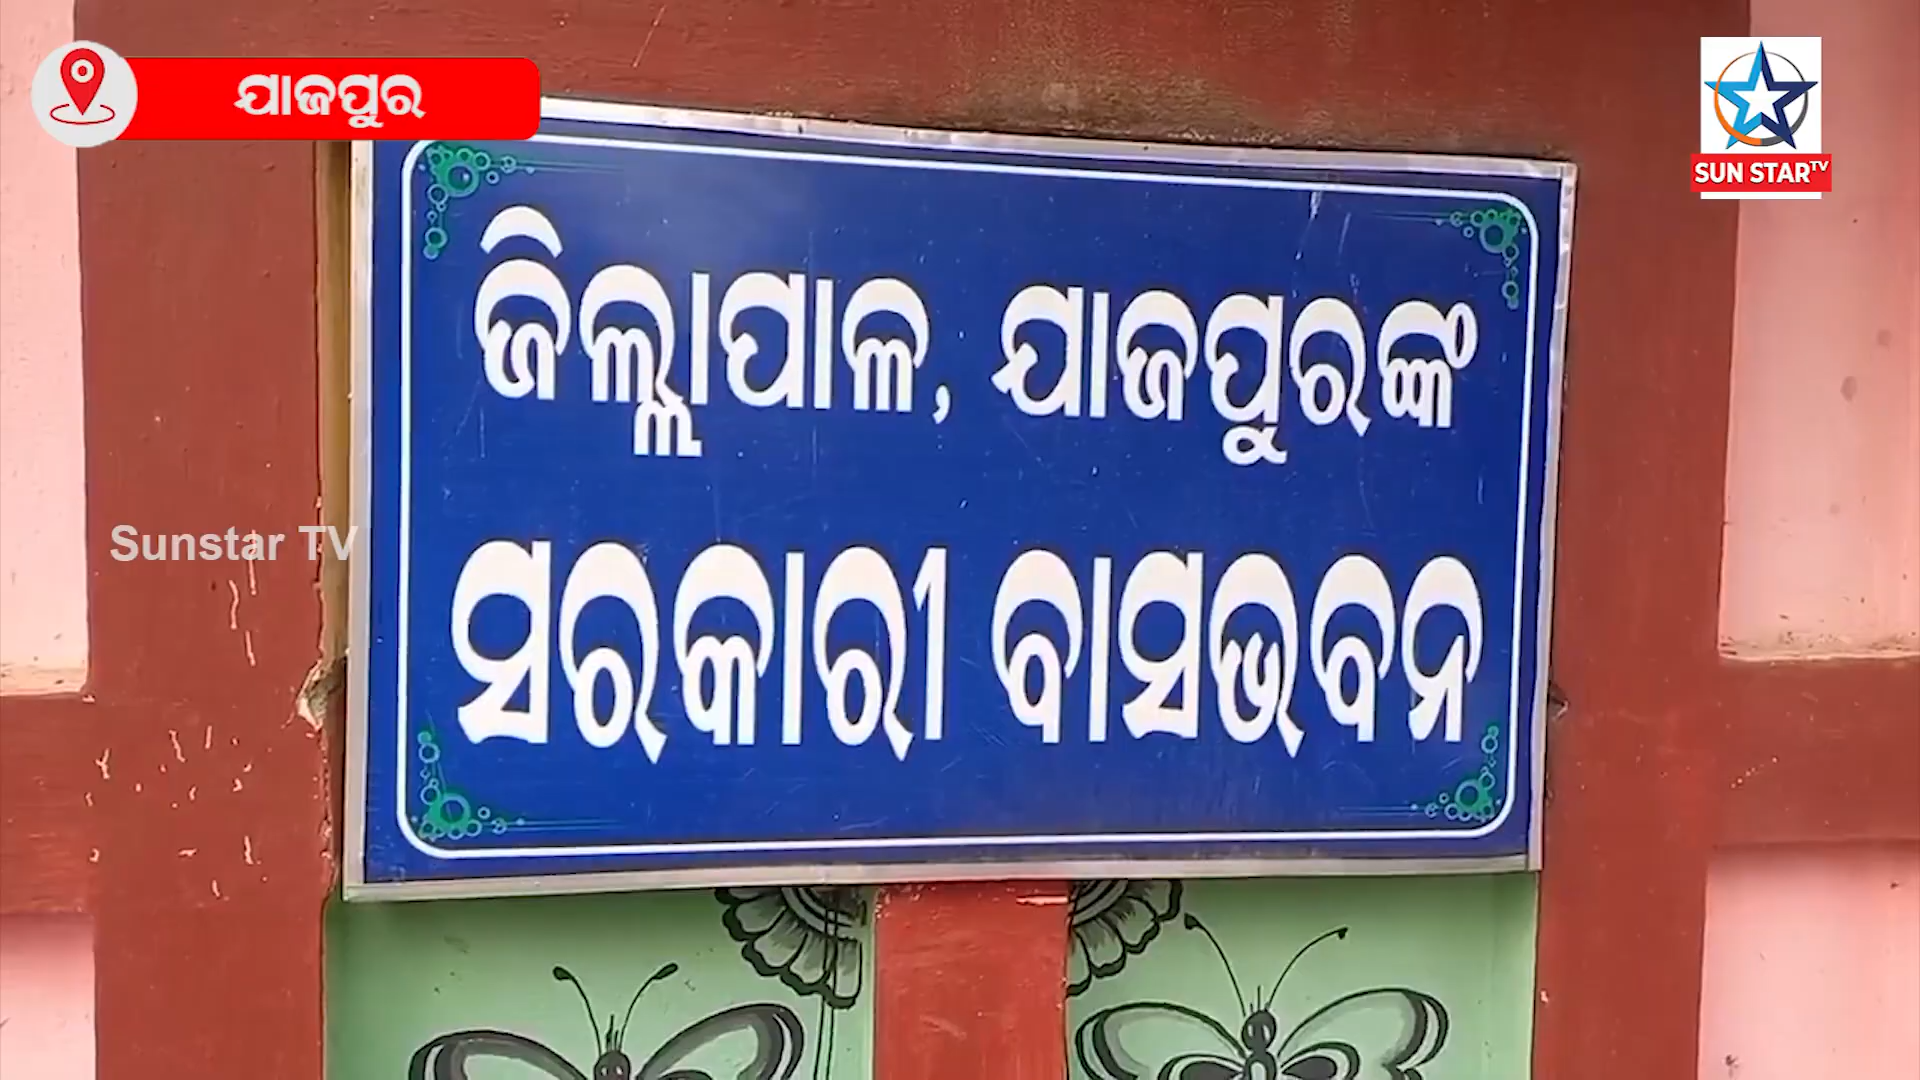 ଯାଜପୁର
SUN STAR TV
ଜିଲ୍ଲାପାଳ, ଯାଜପୁରଙ୍କ
Sunstar TV
ସରକାରୀ ବାସଭବନ